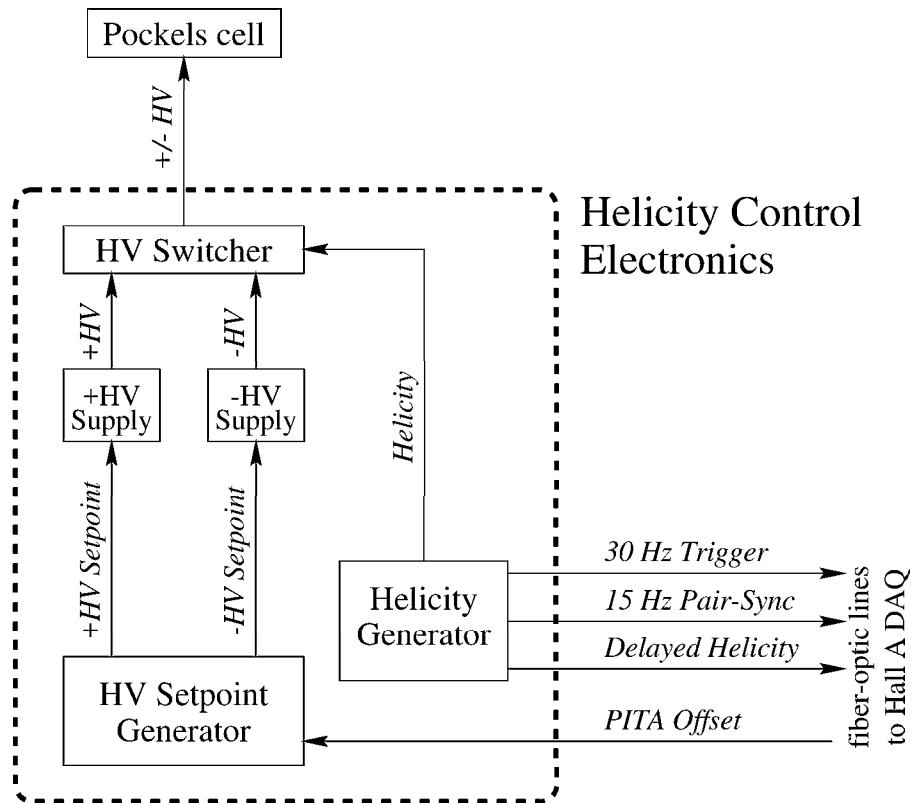 Pockels cell
+/- HV
Helicity Control
Electronics
HV Switcher
+HV
-HV
+HV
Supply
-HV
Supply
Helicity
+HV Setpoint
-HV Setpoint
Helicity
Generator
30 Hz Trigger
15 Hz Pair-Sync
Delayed Helicity
PITA Offset
fiber-optic lines
to Hall A DAQ
HV Setpoint
Generator